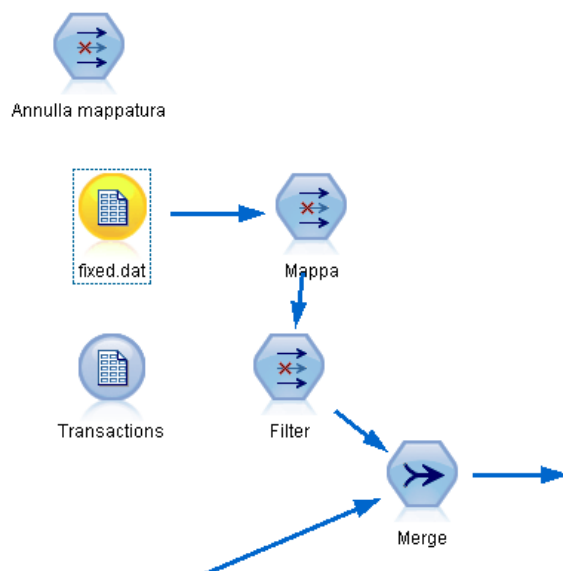 Annulla mappatura
fixed.dat
Mappa
Transactions
Filter
Merge